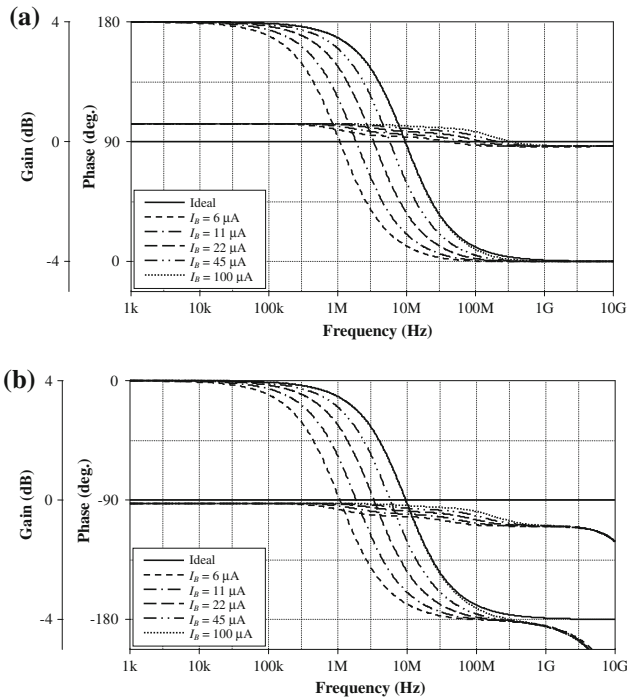 (a)
4
180
Gain (dB)
0
Phase (deg.)
90
Ideal
I_B = 6 µA
I_B = 11 µA
I_B = 22 µA
I_B = 45 µA
I_B = 100 µA
-4
0
1k 10k 100k 1M 10M 100M 1G 10G
Frequency (Hz)
(b)
4
0
Gain (dB)
0
Phase (deg.)
-90
Ideal
I_B = 6 µA
I_B = 11 µA
I_B = 22 µA
I_B = 45 µA
I_B = 100 µA
-4
-180
1k 10k 100k 1M 10M 100M 1G 10G
Frequency (Hz)